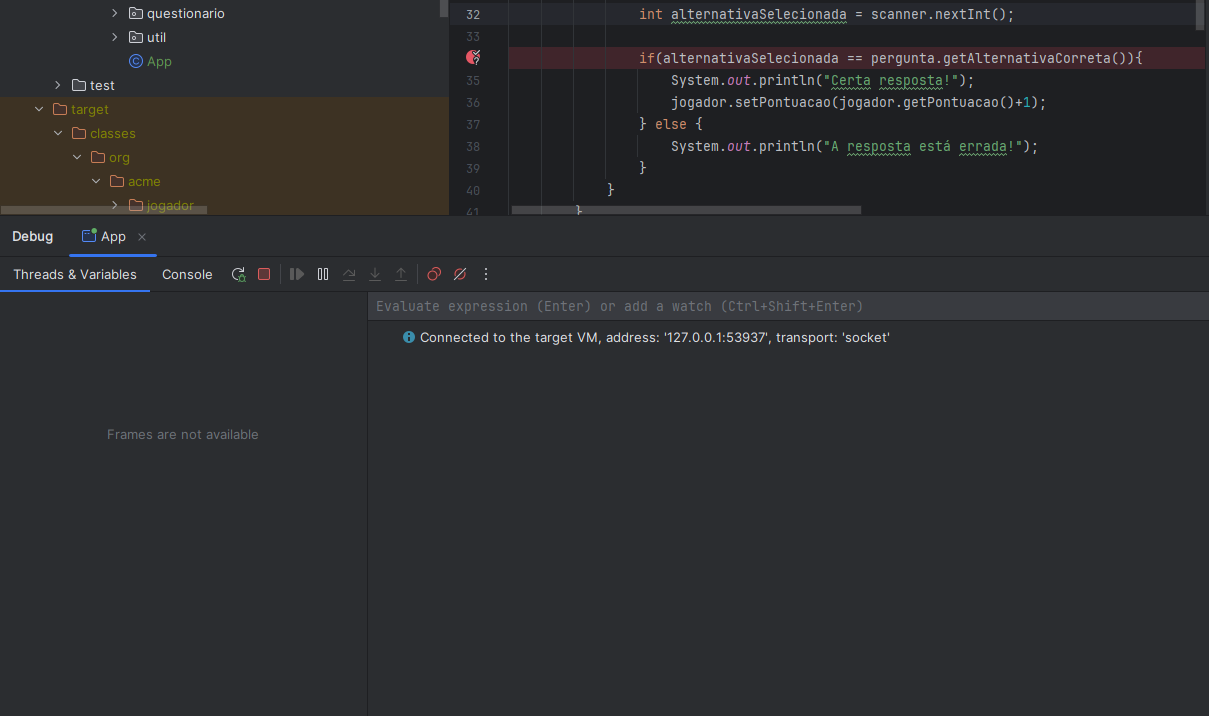 questionario
util
App
test
target
classes
org
acme
jogador
32 int alternativaSelecionada = scanner.nextInt();
33
if(alternativaSelecionada == pergunta.getAlternativaCorreta()){
35 System.out.println("Certa resposta!");
36 jogador.setPontuacao(jogador.getPontuacao()+1);
37 } else {
38 System.out.println("A resposta está errada!");
39 }
40 }
41 }
Debug App
Threads & Variables Console
Evaluate expression (Enter) or add a watch (Ctrl+Shift+Enter)
Connected to the target VM, address: '127.0.0.1:53937', transport: 'socket'
Frames are not available